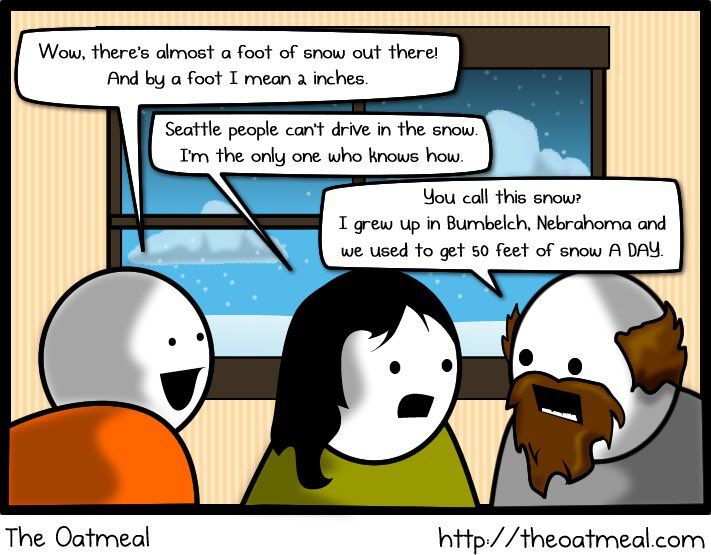 Wow, there's almost a foot of snow out there!
And by a foot I mean 2 inches.
Seattle people can't drive in the snow.
I'm the only one who knows how.
You call this snow?
I grew up in Bumbelch, Nebrahoma and
we used to get 50 feet of snow A DAY.
The Oatmeal
http://theoatmeal.com